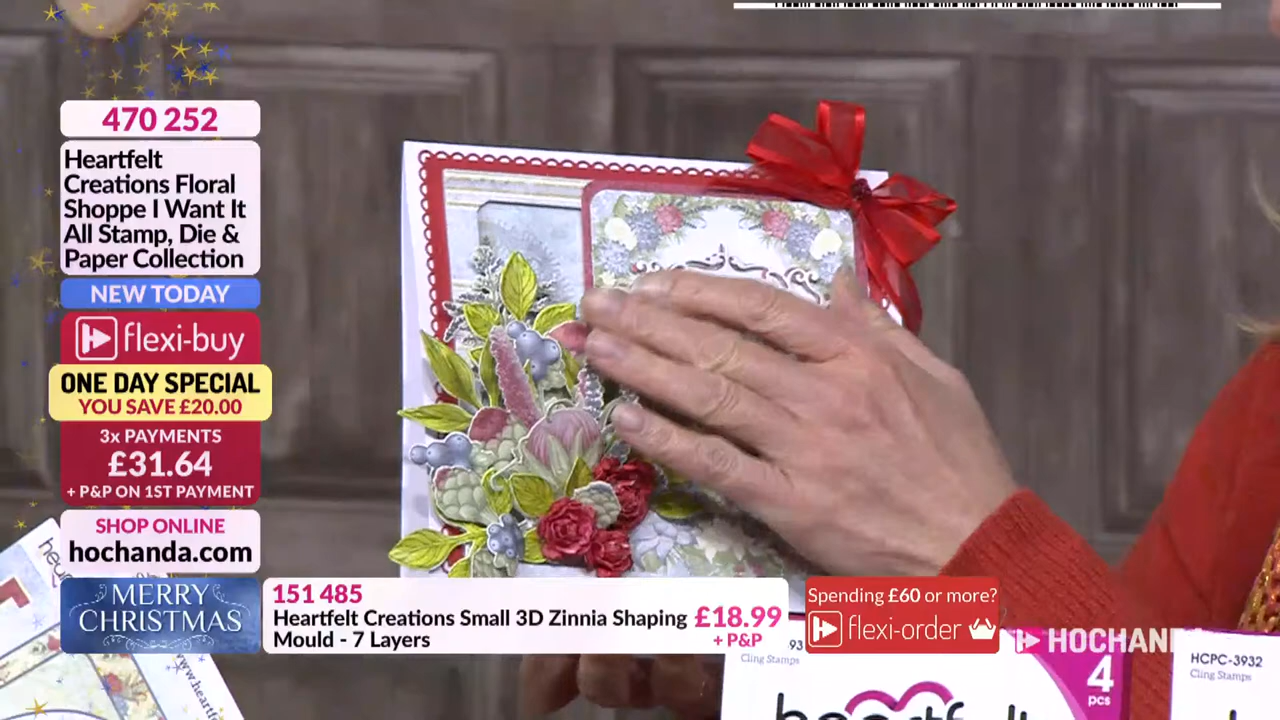 470 252
Heartfelt
Creations Floral
Shoppe I Want It
All Stamp, Die &
Paper Collection
NEW TODAY
flexi-buy
ONE DAY SPECIAL
YOU SAVE £20.00
3x PAYMENTS
£31.64
+ P&P ON 1ST PAYMENT
SHOP ONLINE
hochanda.com
MERRY
CHRISTMAS
151 485
Heartfelt Creations Small 3D Zinnia Shaping
Mould - 7 Layers
£18.99
+ P&P
Spending £60 or more?
flexi-order
HOCHANDA
93
Cling Stamps
4
pcs
HCPC-3932
Cling Stamps
heartfelt